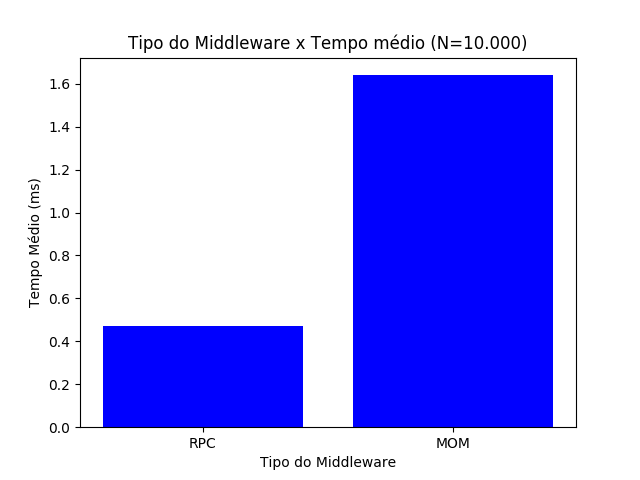 Tipo do Middleware x Tempo médio (N=10.000)
1.6
1.4
1.2
1.0
0.8
0.6
0.4
0.2
0.0
Tempo Médio (ms)
RPC MOM
Tipo do Middleware